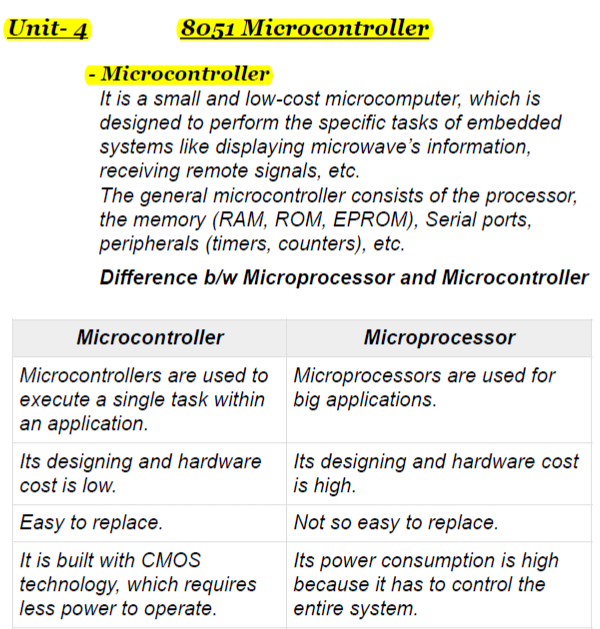 Unit- 4 8051 Microcontroller
- Microcontroller
It is a small and low-cost microcomputer, which is
designed to perform the specific tasks of embedded
systems like displaying microwave's information,
receiving remote signals, etc.
The general microcontroller consists of the processor,
the memory (RAM, ROM, EPROM), Serial ports,
peripherals (timers, counters), etc.
Difference b/w Microprocessor and Microcontroller
Microcontroller Microprocessor
Microcontrollers are used to Microprocessors are used for
execute a single task within big applications.
an application.
Its designing and hardware Its designing and hardware cost
cost is low. is high.
Easy to replace. Not so easy to replace.
It is built with CMOS Its power consumption is high
technology, which requires because it has to control the
less power to operate. entire system.